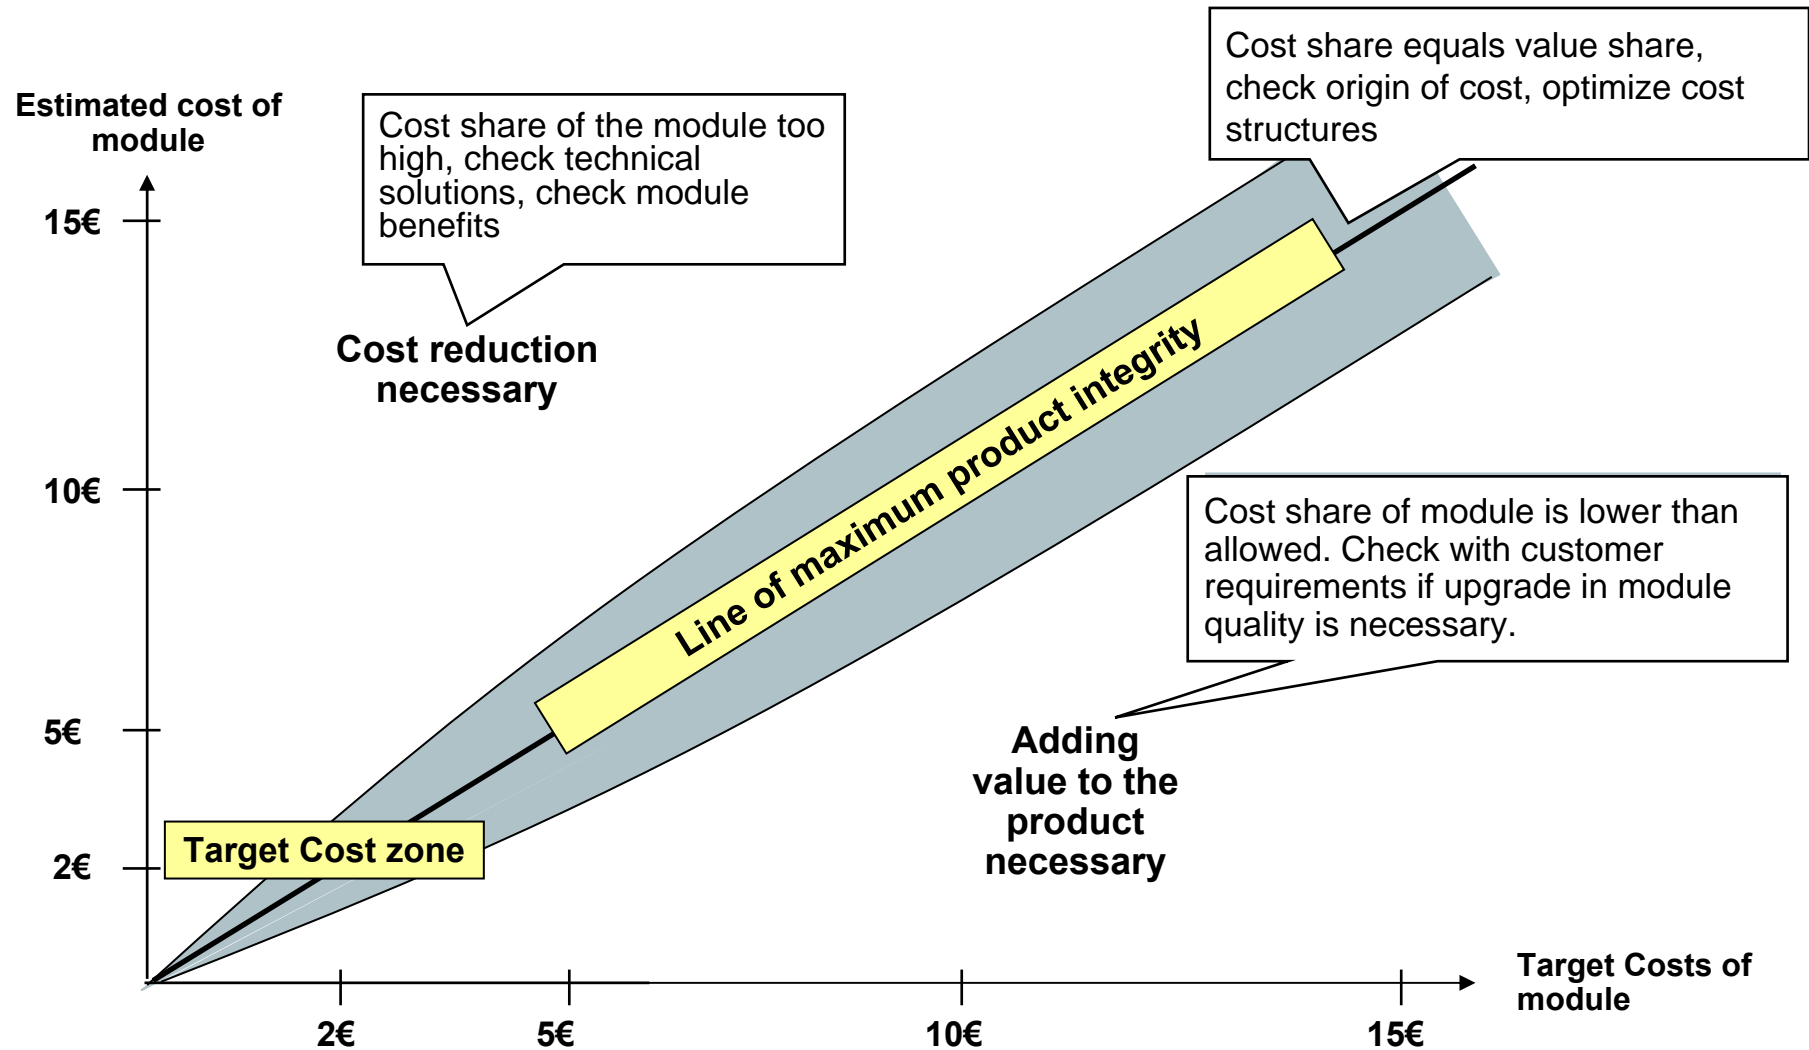 Estimated cost of
module
Cost share of the module too
high, check technical
solutions, check module
benefits
Cost share equals value share,
check origin of cost, optimize cost
structures
15€
Cost reduction
necessary
Line of maximum product integrity
10€
Cost share of module is lower than
allowed. Check with customer
requirements if upgrade in module
quality is necessary.
5€
Adding
value to the
product
necessary
Target Cost zone
2€
Target Costs of
module
2€
5€
10€
15€